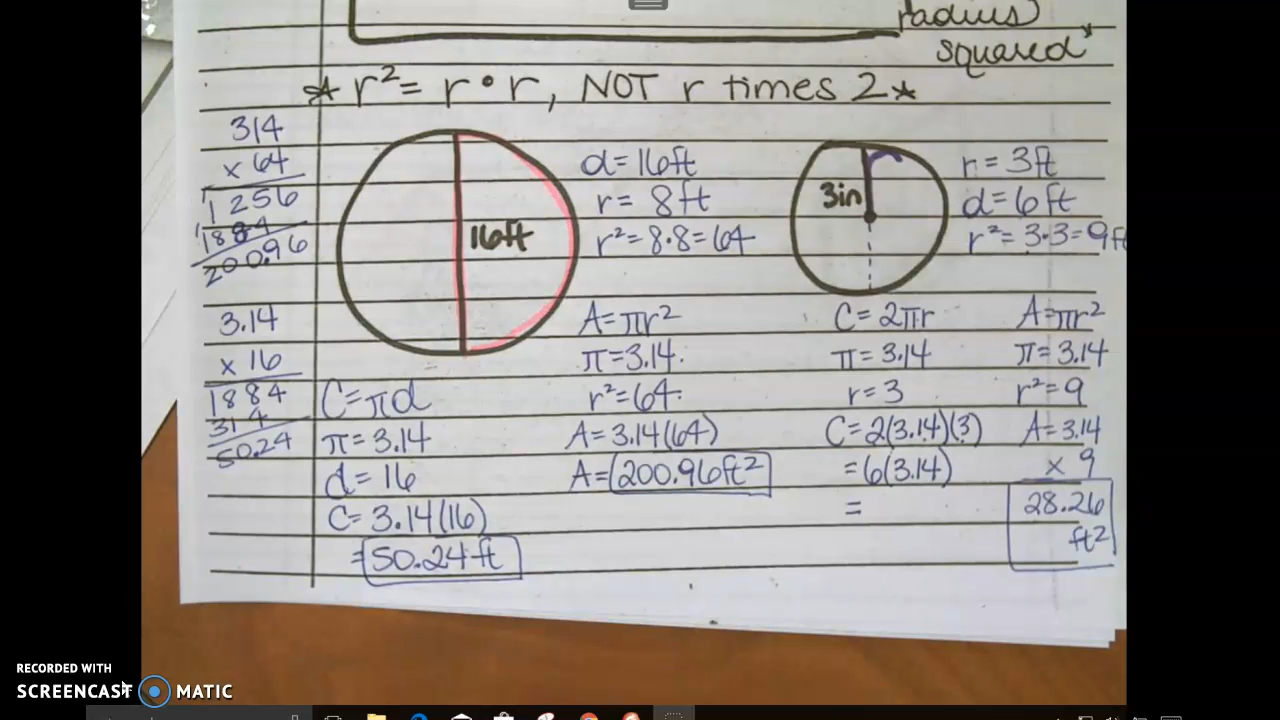 radius
squared*
* r² = r • r, NOT r times 2 *
314
x 64
1256
1884
200.96
3.14
x 16
1884
314
50.24
16ft
d=16ft
r= 8ft
r²=8.8=64
C=πd
π=3.14
d=16
C=3.14(16)
=50.24ft
A=πr²
π=3.14.
r²=64.
A=3.14(64)
A=200.96ft²
3in
r=3ft
d=6ft
r²=3.3=9ft
C=2πr
π=3.14
r=3
C=2(3.14)(3)
=6(3.14)
=
A=πr²
π=3.14
r²=9
A=3.14
x 9
28.26
ft²
RECORDED WITH
SCREENCAST MATIC